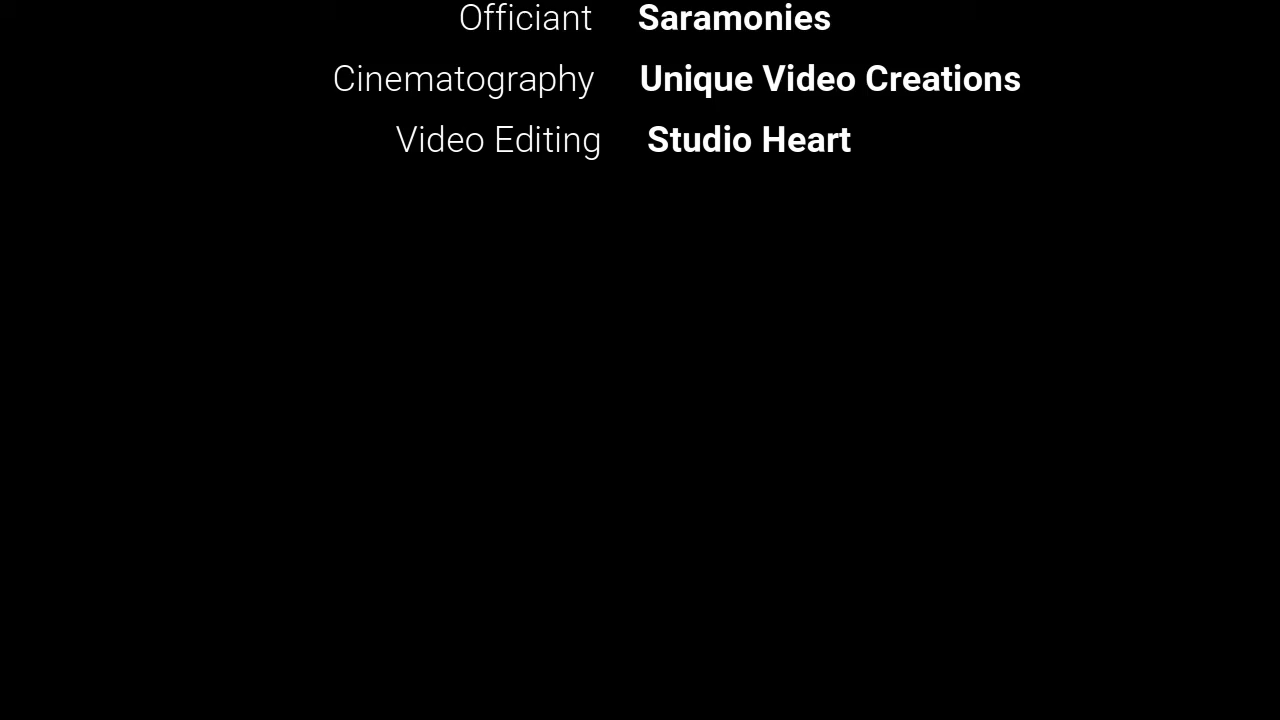 Officiant Saramonies
Cinematography Unique Video Creations
Video Editing Studio Heart